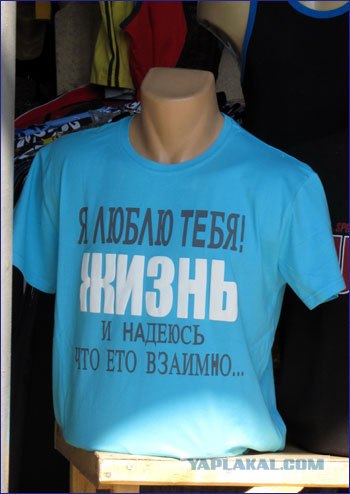 Я ЛЮБЛЮ ТЕБЯ!
ЖИЗНЬ
И НАДЕЮСЬ
ЧТО ЕТО ВЗАИМНО...
YAPLAKAL.COM